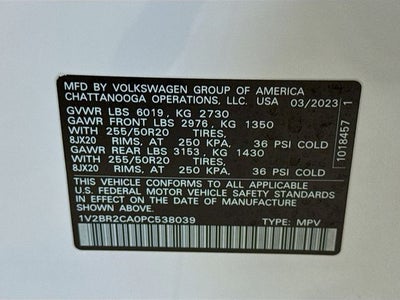 MFD BY VOLKSWAGEN GROUP OF AMERICA
CHATTANOOGA OPERATIONS, LLC. USA 03/2023
GVWR LBS 6019, KG 2730
GAWR FRONT LBS 2976, KG 1350
WITH 255/50R20 TIRES,
8JX20 RIMS, AT 250 KPA, 36 PSI COLD
GAWR REAR LBS 3153, KG 1430
WITH 255/50R20 TIRES,
8JX20 RIMS, AT 250 KPA, 36 PSI COLD
THIS VEHICLE CONFORMS TO ALL APPLICABLE
U.S. FEDERAL MOTOR VEHICLE SAFETY STANDARDS
IN EFFECT ON THE DATE OF MANUFACTURE
SHOWN ABOVE.
1V2BR2CA0PC538039 TYPE: MPV
1018457 1